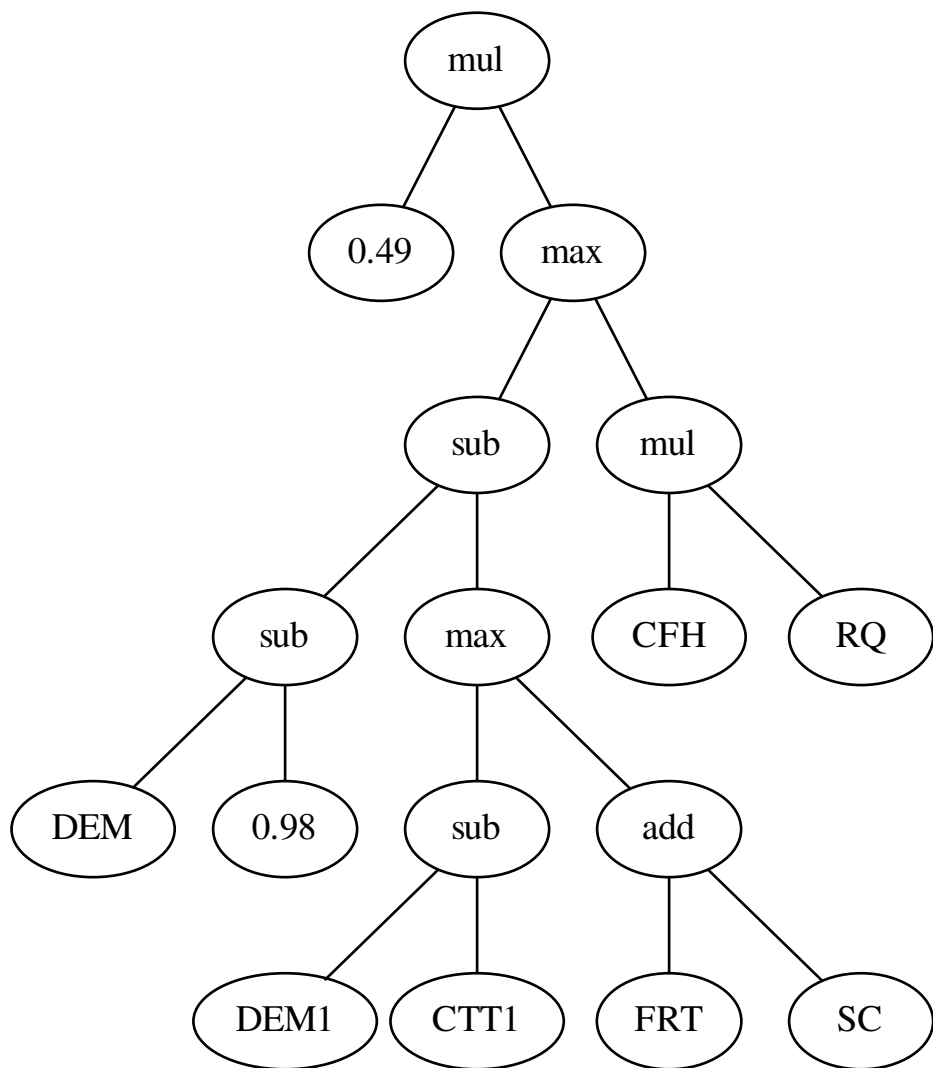 mul
0.49 max
sub mul
sub max CFH RQ
DEM 0.98 sub add
DEM1 CTT1 FRT SC